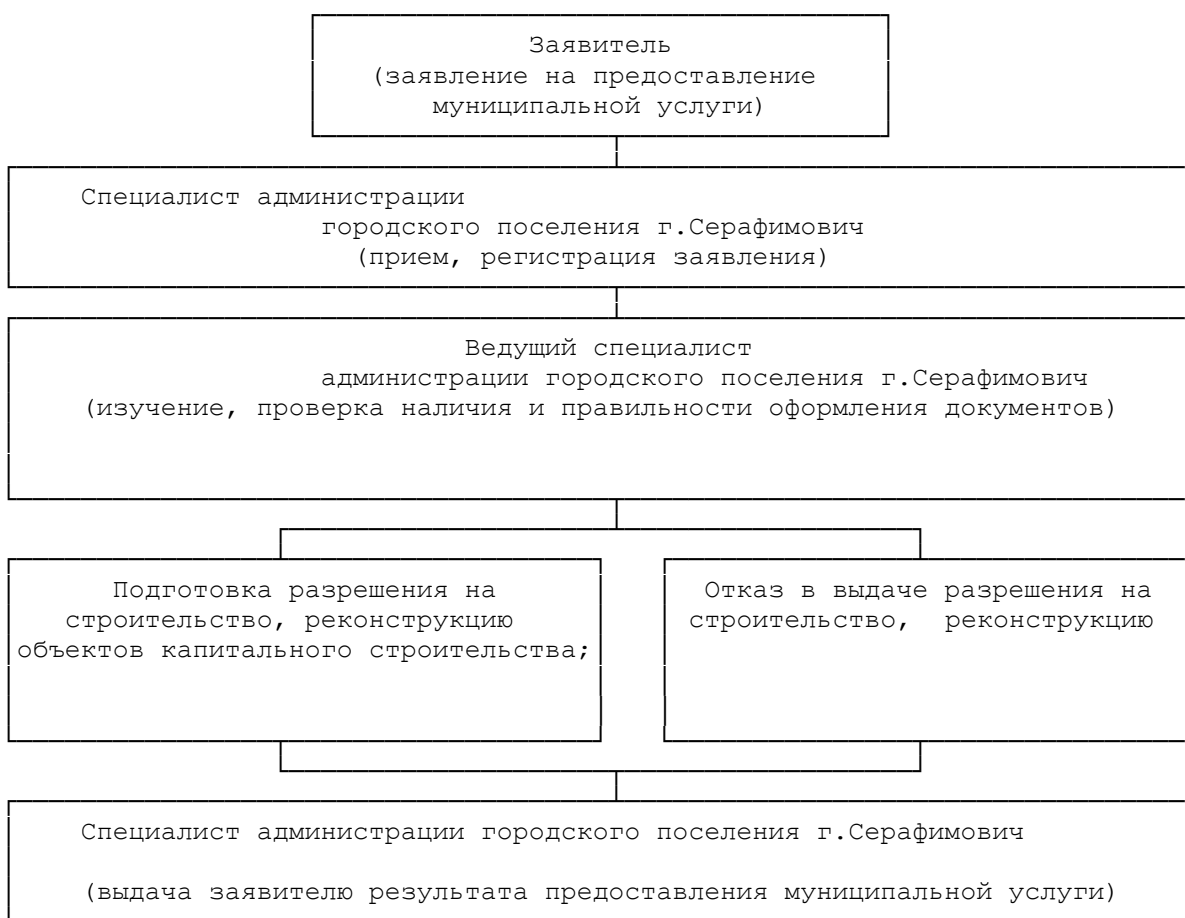 Заявитель
(заявление на предоставление
муниципальной услуги)
Специалист администрации
городского поселения г.Серафимович
(прием, регистрация заявления)
Ведущий специалист
администрации городского поселения г.Серафимович
(изучение, проверка наличия и правильности оформления документов)
Подготовка разрешения на
строительство, реконструкцию
объектов капитального строительства;
Отказ в выдаче разрешения на
строительство, реконструкцию
Специалист администрации городского поселения г.Серафимович
(выдача заявителю результата предоставления муниципальной услуги)